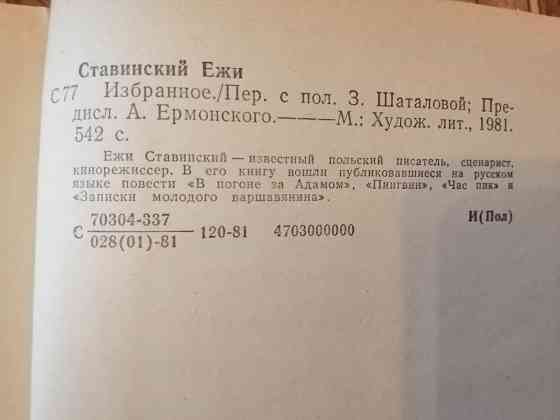 Ставинский Ежи
С77 Избранное./Пер. с пол. З. Шаталовой; Пре-
дисл. А. Ермонского.———М.: Худож. лит., 1981.
542 с.
Ежи Ставинский — известный польский писатель, сценарист,
кинорежиссер. В его книгу вошли публиковавшиеся на русском
языке повести «В погоне за Адамом», «Пингвин», «Час пик» и
«Записки молодого варшавянина».
С 70304-337
028(01)-81 120-81 4703000000
И(Пол)